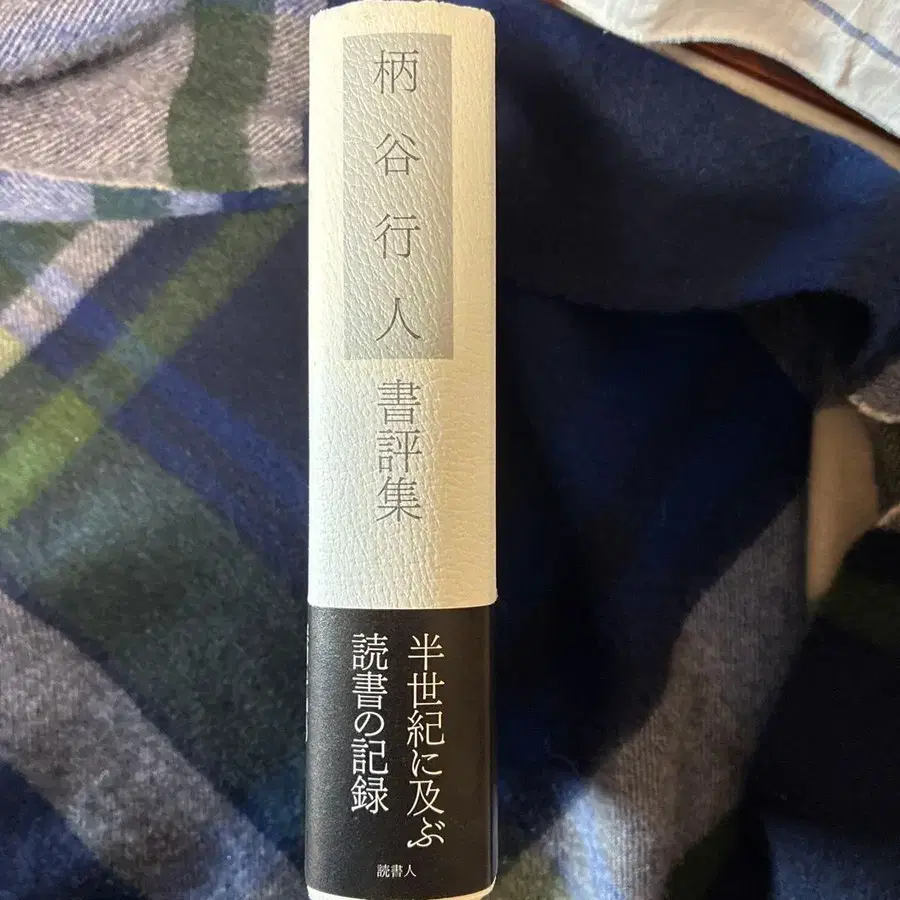 柄谷行人書評集
半世紀に及ぶ
読書の記録
読書人